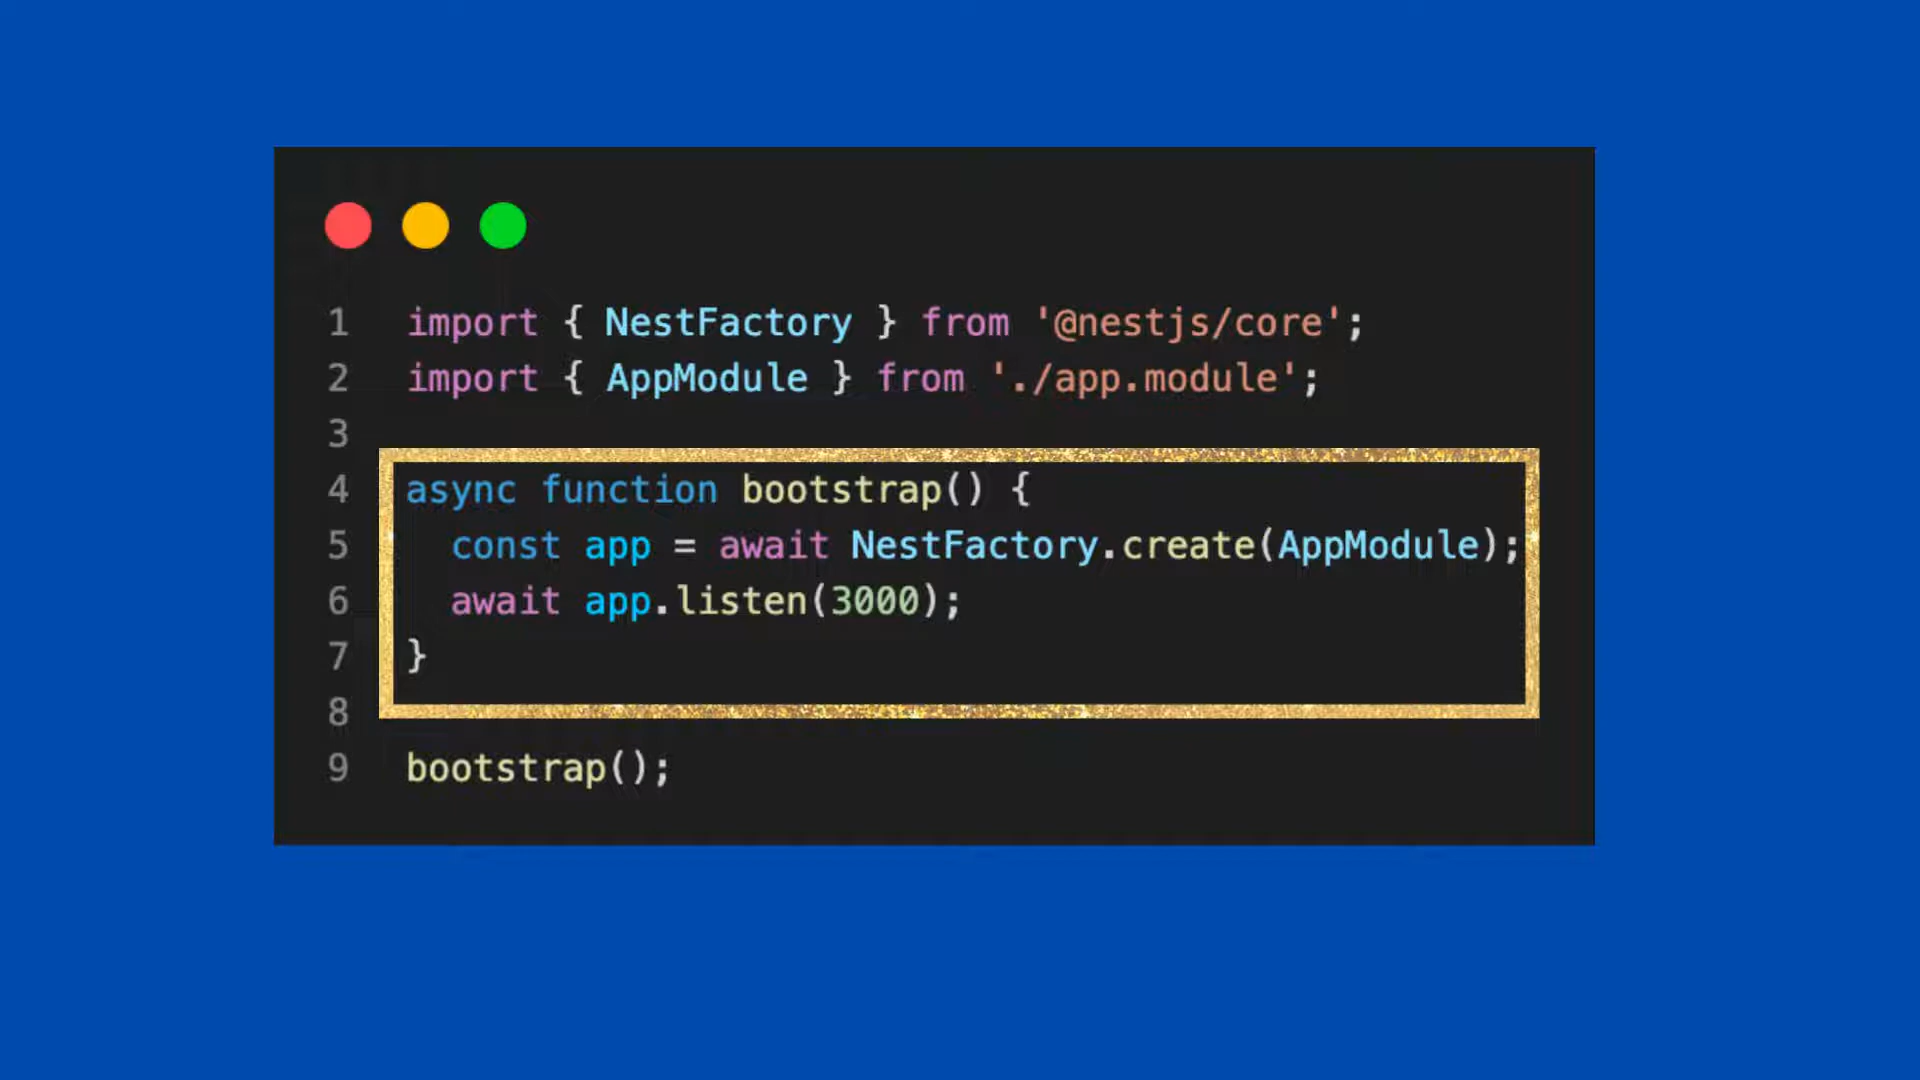 1 import { NestFactory } from '@nestjs/core';
2 import { AppModule } from './app.module';
3
4 async function bootstrap() {
5   const app = await NestFactory.create(AppModule);
6   await app.listen(3000);
7 }
8
9 bootstrap();